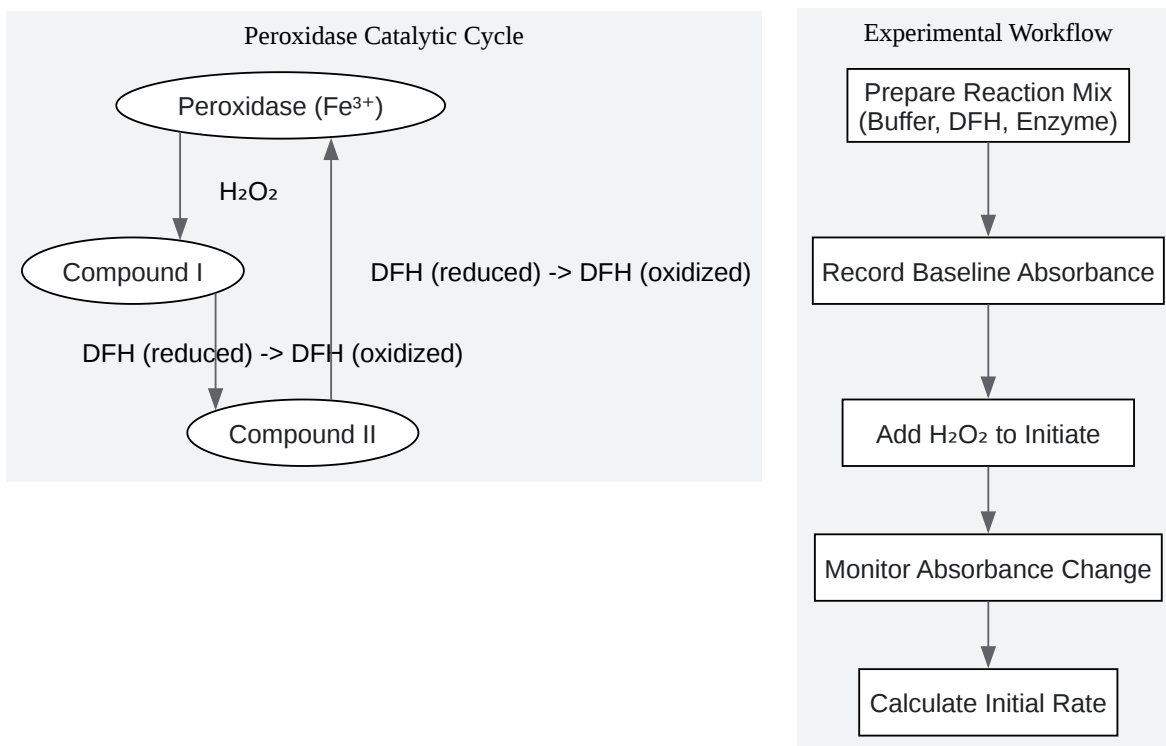 Peroxidase Catalytic Cycle
Peroxidase (Fe³⁺)
H₂O₂
Compound I
DFH (reduced) -> DFH (oxidized)
DFH (reduced) -> DFH (oxidized)
Compound II
Experimental Workflow
Prepare Reaction Mix
(Buffer, DFH, Enzyme)
Record Baseline Absorbance
Add H₂O₂ to Initiate
Monitor Absorbance Change
Calculate Initial Rate